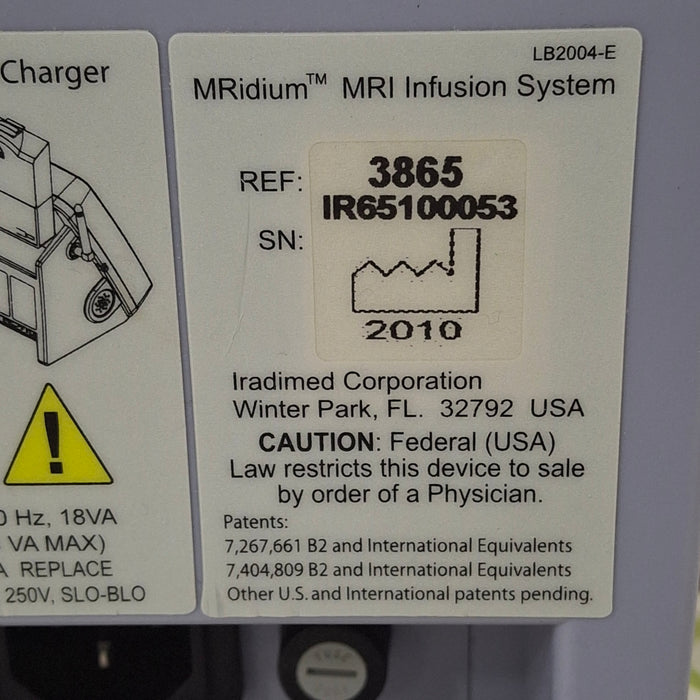 Charger
0 Hz, 18VA
VA MAX)
A REPLACE
250V, SLO-BLO
LB2004-E
MRidium™ MRI Infusion System
REF: 3865
IR65100053
SN:
2010
Iradimed Corporation
Winter Park, FL. 32792 USA
CAUTION: Federal (USA)
Law restricts this device to sale
by order of a Physician.
Patents:
7,267,661 B2 and International Equivalents
7,404,809 B2 and International Equivalents
Other U.S. and International patents pending.
FUSE